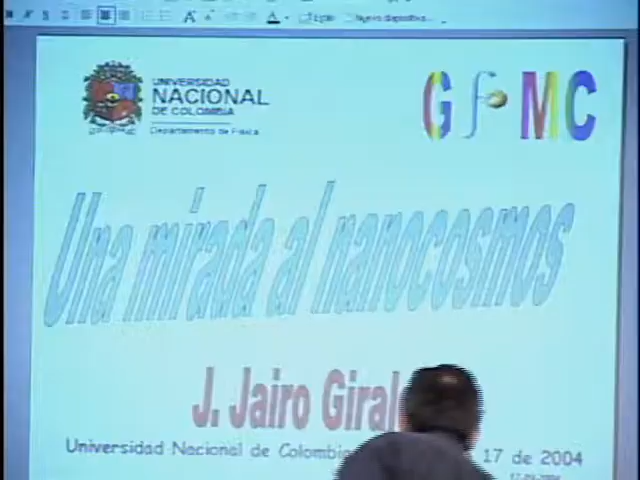 UNIVERSIDAD
NACIONAL
DE COLOMBIA
Departamento de Física
G f MC
Una mirada al nanocosmos
J. Jairo Giral
Universidad Nacional de Colombia 17 de 2004